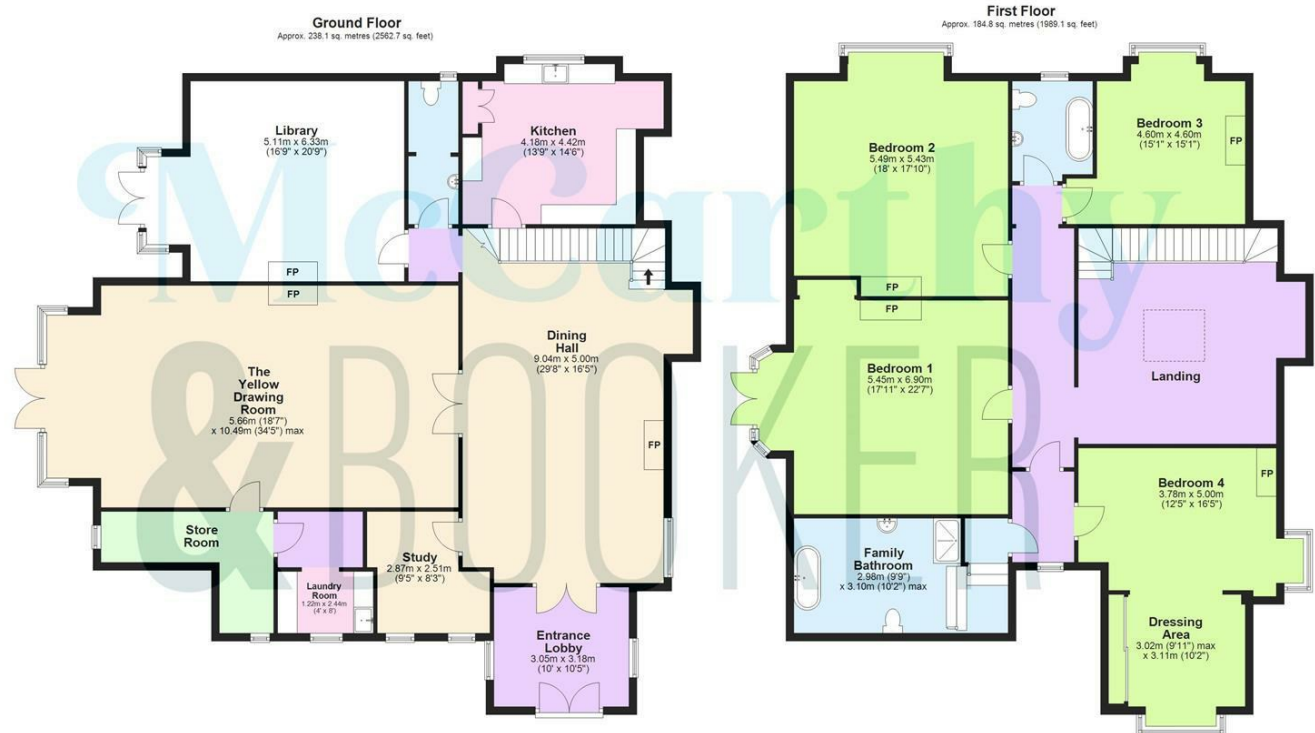 Ground Floor
Approx. 238.1 sq. metres (2562.7 sq. feet)
Library
5.11m x 6.33m
(16'9" x 20'9")
Kitchen
4.18m x 4.42m
(13'9" x 14'6")
FP
FP
The
Yellow
Drawing
Room
5.66m (18'7")
x 10.49m (34'5") max
Dining
Hall
9.04m x 5.00m
(29'8" x 16'5")
FP
Store
Room
Laundry
Room
1.22m x 2.44m
(4' x 8')
Study
2.87m x 2.51m
(9'5" x 8'3")
Entrance
Lobby
3.05m x 3.18m
(10' x 10'5")
First Floor
Approx. 184.8 sq. metres (1989.1 sq. feet)
Bedroom 2
5.49m x 5.43m
(18' x 17'10")
Bedroom 3
4.60m x 4.60m
(15'1" x 15'1")
FP
FP
FP
Bedroom 1
5.45m x 6.90m
(17'11" x 22'7")
Landing
Bedroom 4
3.78m x 5.00m
(12'5" x 16'5")
FP
Family
Bathroom
2.98m (9'9")
x 3.10m (10'2") max
Dressing
Area
3.02m (9'11") max
x 3.11m (10'2")
McCarthy
& BOOKER